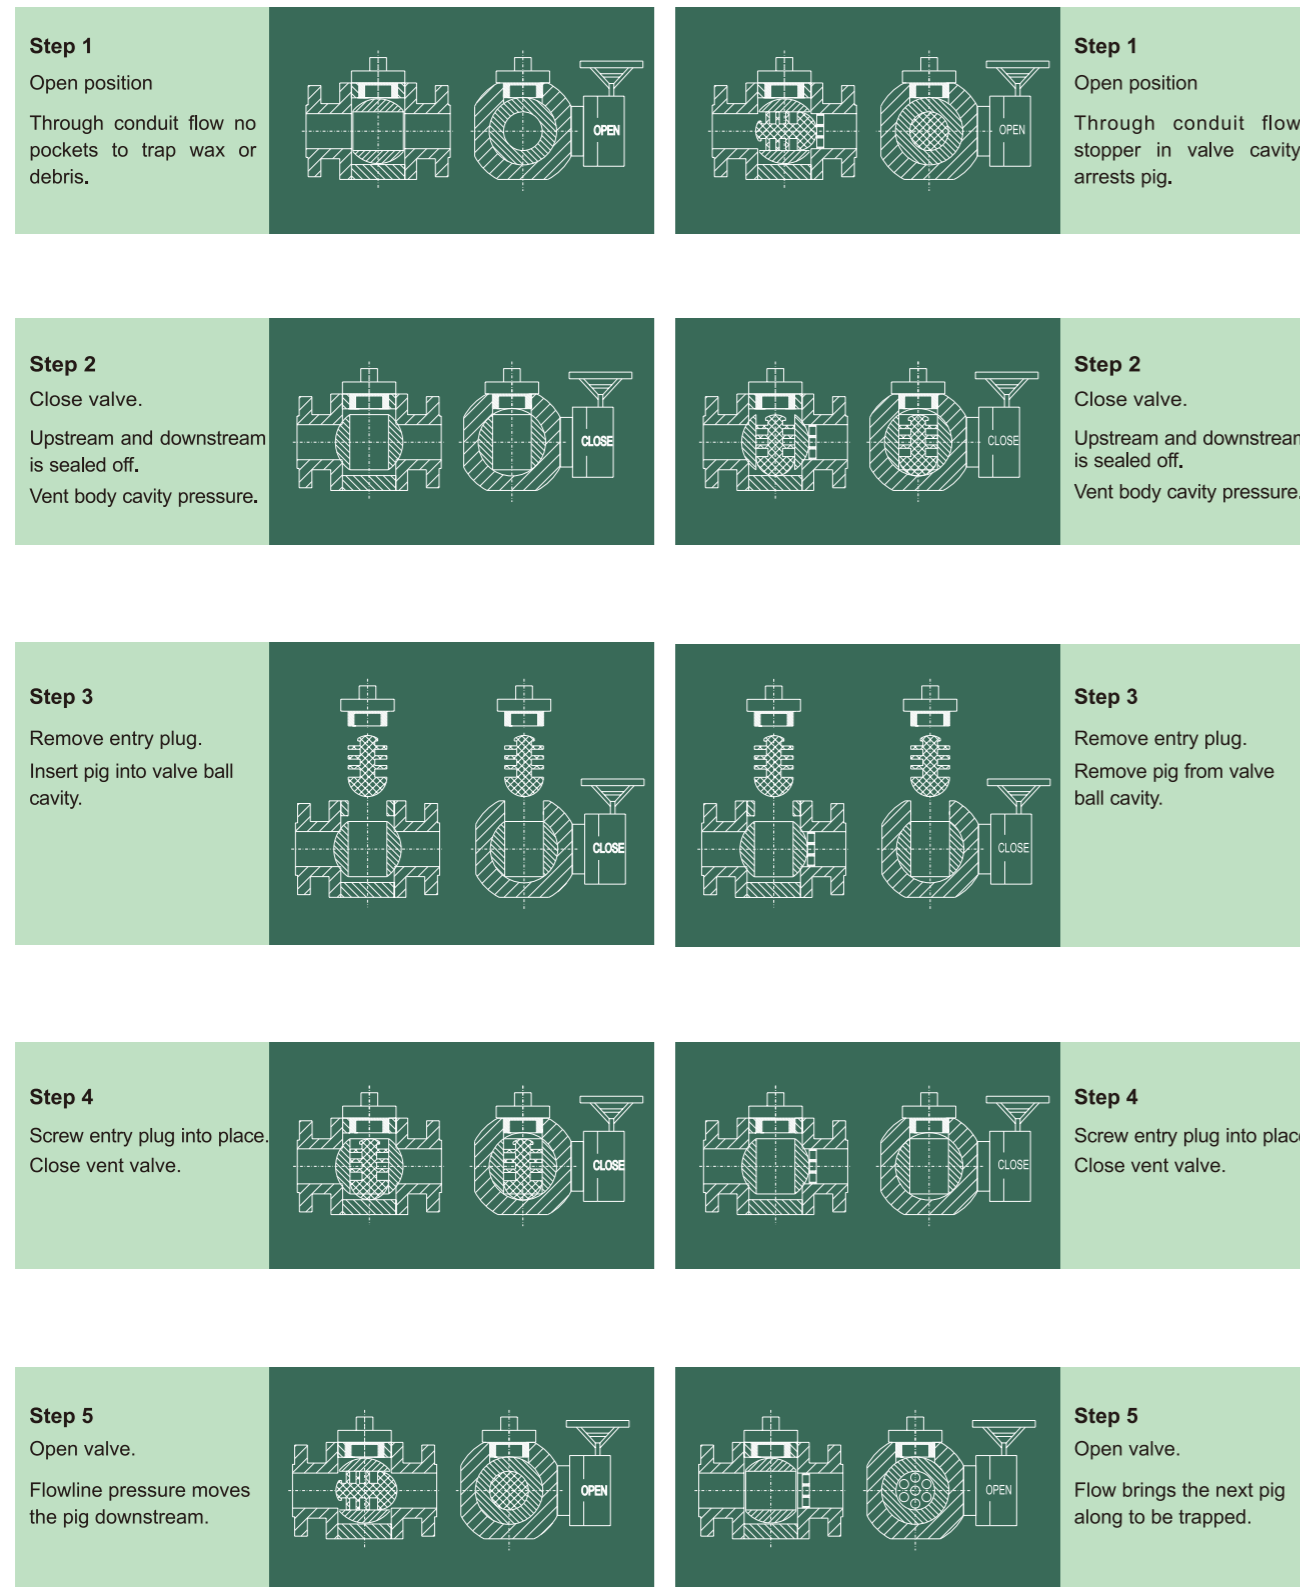 Step 1
Open position
Through conduit flow no
pockets to trap wax or
debris.
OPEN
OPEN
Step 1
Open position
Through conduit flow
stopper in valve cavity
arrests pig.
Step 2
Close valve.
Upstream and downstream
is sealed off.
Vent body cavity pressure.
CLOSE
CLOSE
Step 2
Close valve.
Upstream and downstream
is sealed off.
Vent body cavity pressure.
Step 3
Remove entry plug.
Insert pig into valve ball
cavity.
CLOSE
CLOSE
Step 3
Remove entry plug.
Remove pig from valve
ball cavity.
Step 4
Screw entry plug into place.
Close vent valve.
CLOSE
CLOSE
Step 4
Screw entry plug into place
Close vent valve.
Step 5
Open valve.
Flowline pressure moves
the pig downstream.
OPEN
OPEN
Step 5
Open valve.
Flow brings the next pig
along to be trapped.